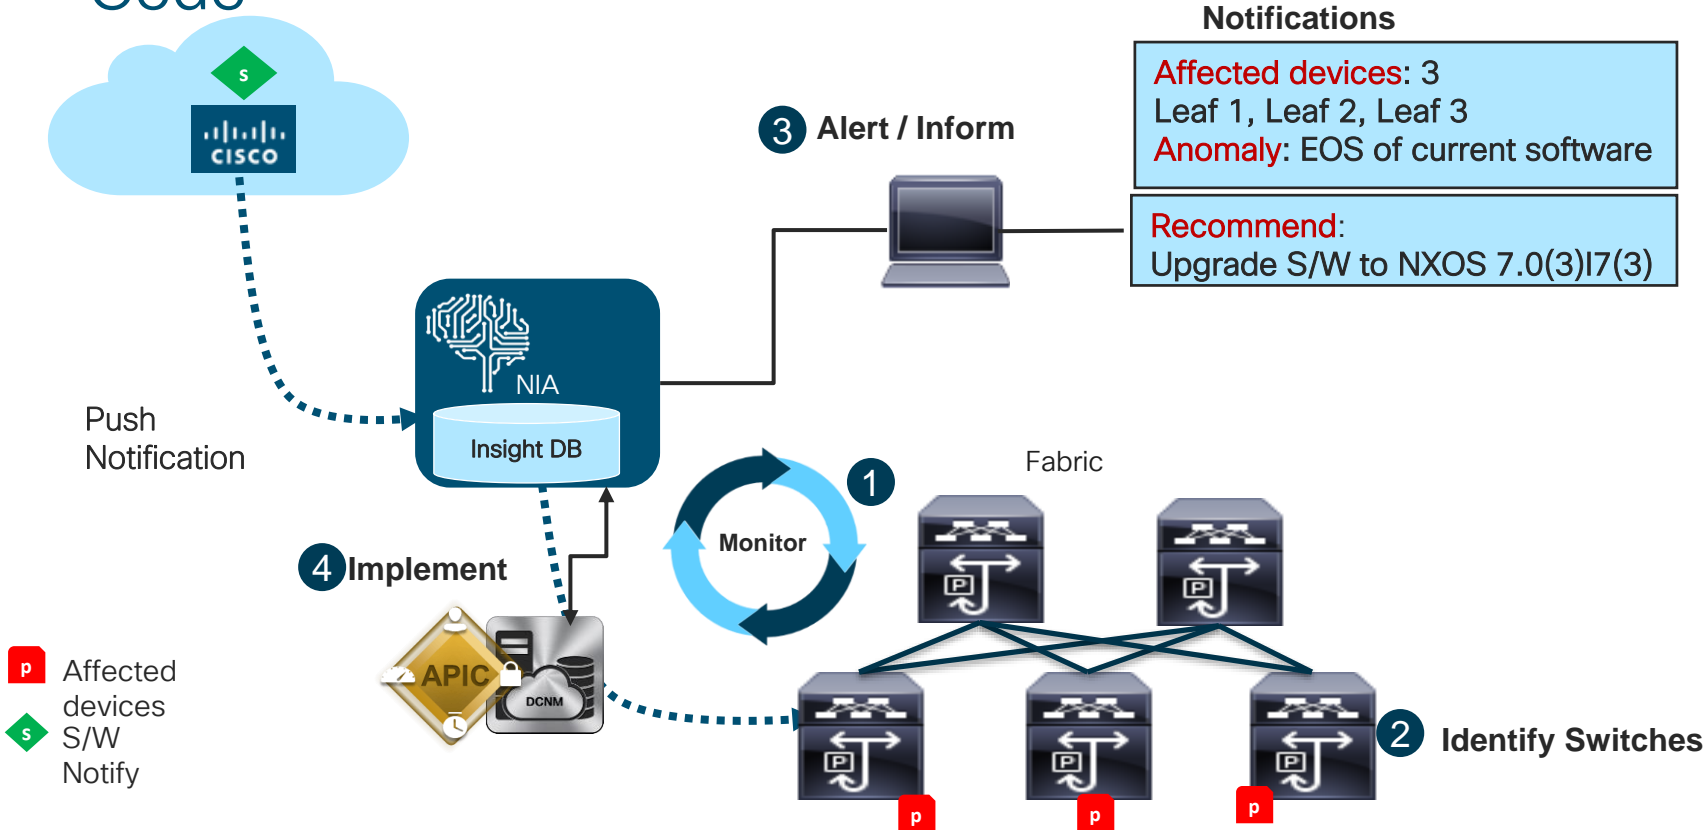 Notifications
s
CISCO
Affected devices: 3
Leaf 1, Leaf 2, Leaf 3
Anomaly: EOS of current software
3 Alert / Inform
Recommend:
Upgrade S/W to NXOS 7.0(3)I7(3)
NIA
Insight DB
Push
Notification
Fabric
1
Monitor
4 Implement
P
P
APIC
DCNM
p Affected
devices
s S/W
Notify
P
P
P
2 Identify Switches
p
p
p